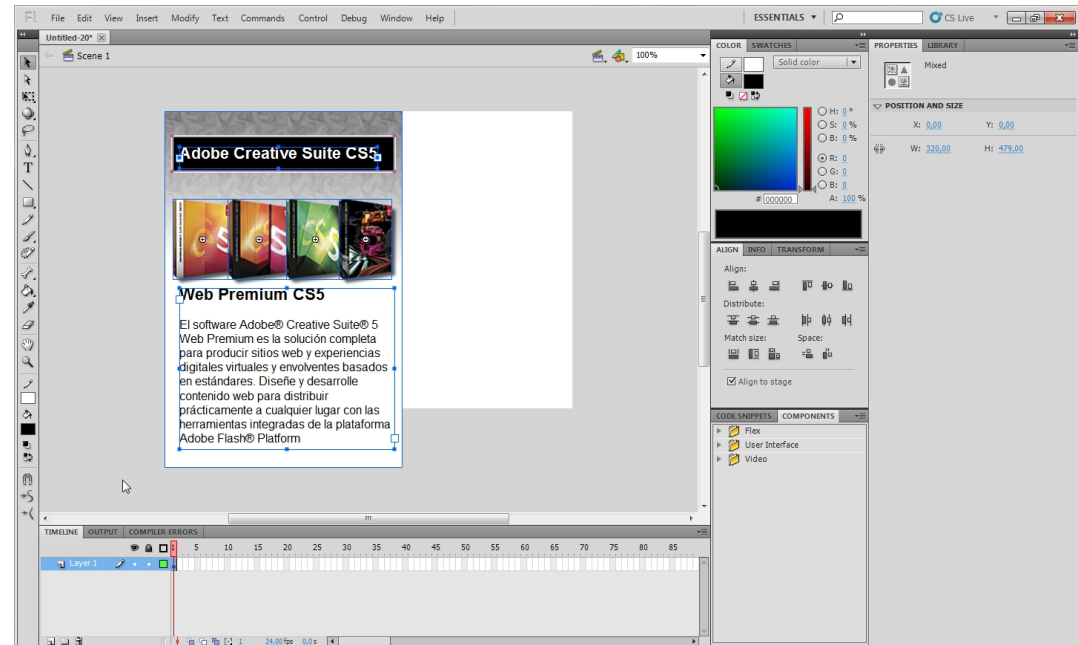 Fl File Edit View Insert Modify Text Commands Control Debug Window Help ESSENTIALS CS Live
Untitled-20*
Scene 1 100%
Adobe Creative Suite CS5
Web Premium CS5
El software Adobe® Creative Suite® 5
Web Premium es la solución completa
para producir sitios web y experiencias
digitales virtuales y envolventes basados
en estándares. Diseñe y desarrolle
contenido web para distribuir
prácticamente a cualquier lugar con las
herramientas integradas de la plataforma
Adobe Flash® Platform
TIMELINE OUTPUT COMPILER ERRORS
1 5 10 15 20 25 30 35 40 45 50 55 60 65 70 75 80 85
Layer 1
1 24,00 fps 0.0 s
COLOR SWATCHES
Solid color
H: 0 °
S: 0 %
B: 0 %
R: 0
G: 0
B: 0
# 000000 A: 100 %
ALIGN INFO TRANSFORM
Align:
Distribute:
Match size: Space:
Align to stage
CODE SNIPPETS COMPONENTS
Flex
User Interface
Video
PROPERTIES LIBRARY
Mixed
POSITION AND SIZE
X: 0,00 Y: 0,00
W: 320,00 H: 479,00